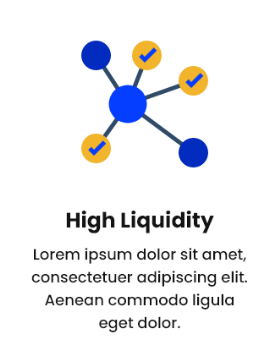 High Liquidity
Lorem ipsum dolor sit amet,
consectetuer adipiscing elit.
Aenean commodo ligula
eget dolor.